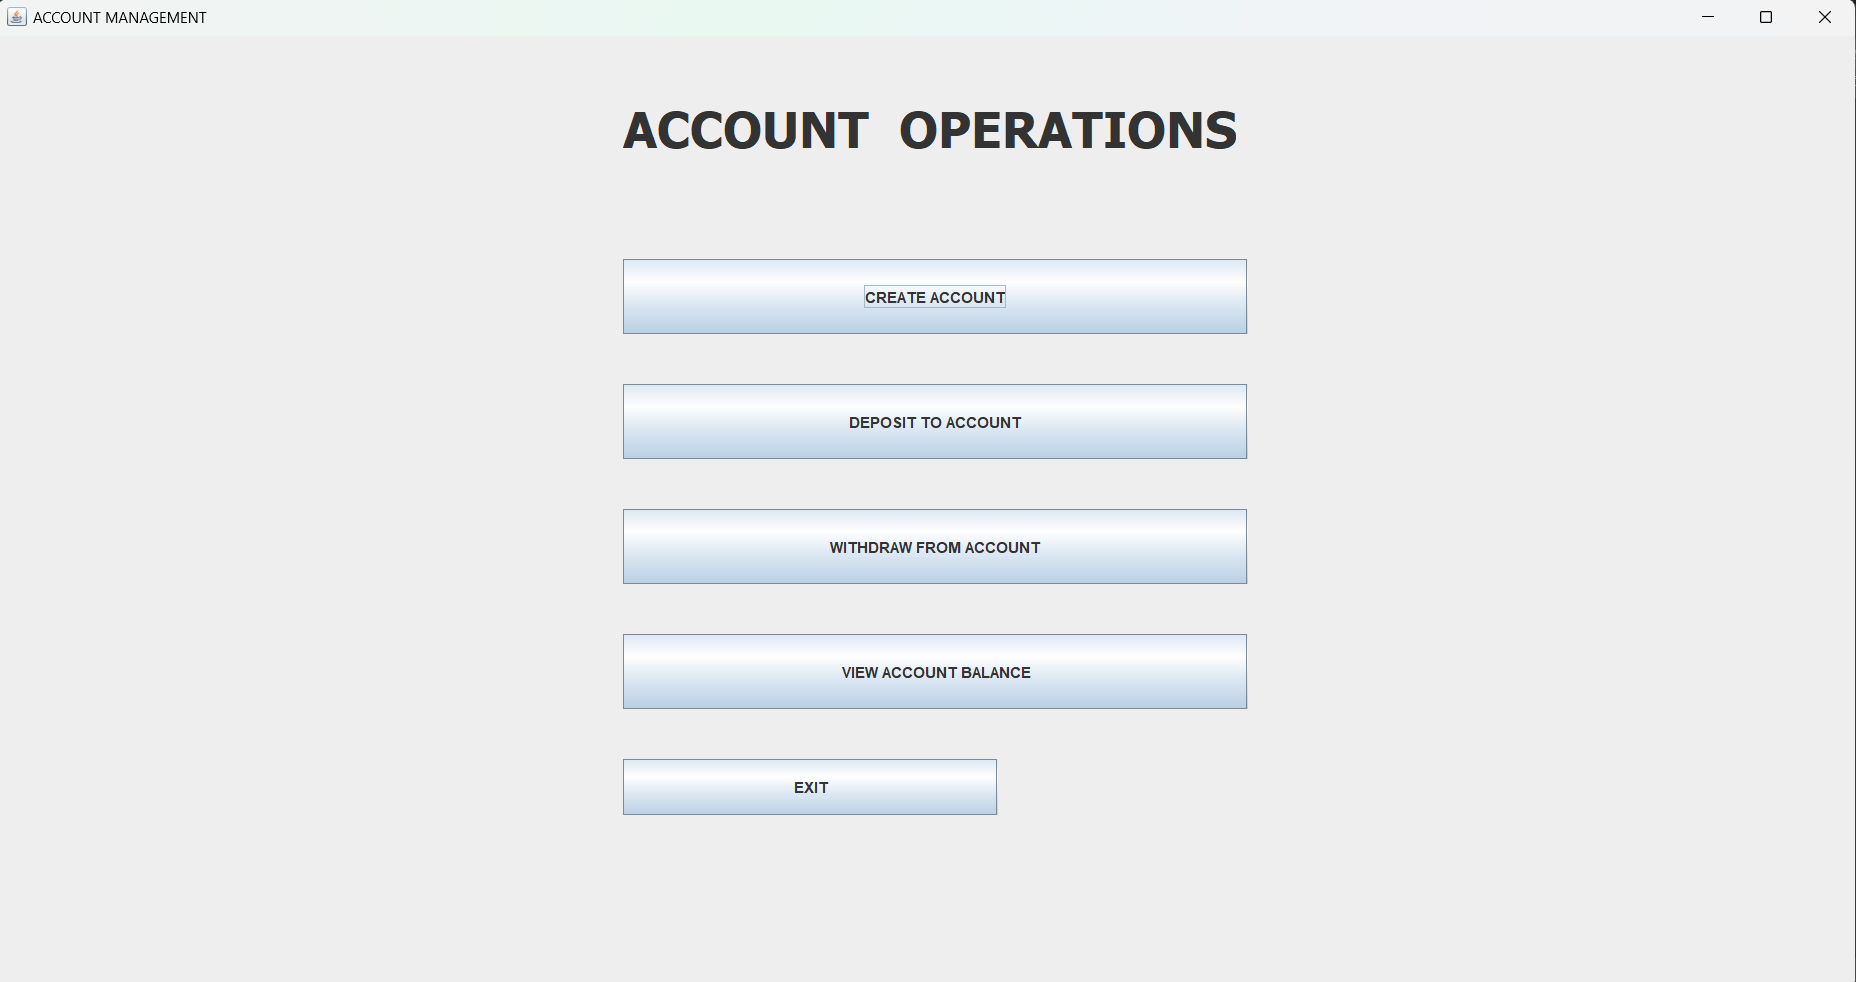 ACCOUNT MANAGEMENT
ACCOUNT OPERATIONS
CREATE ACCOUNT
DEPOSIT TO ACCOUNT
WITHDRAW FROM ACCOUNT
VIEW ACCOUNT BALANCE
EXIT